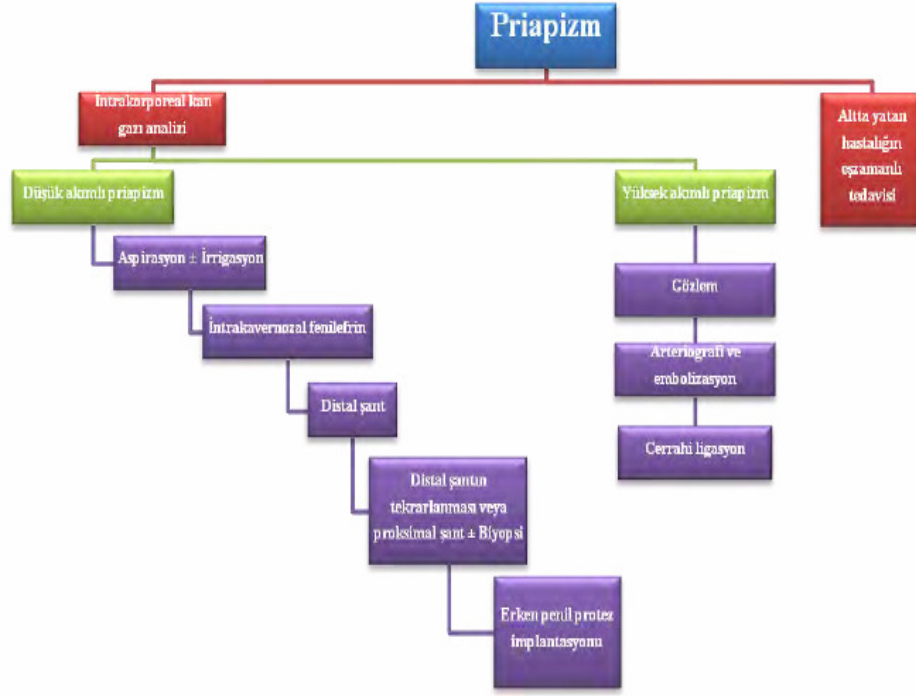 Priapizm
İntrakorporeal kan
gazı analizi
Altta yatan
hastalığın
eşzamanlı
tedavisi
Düşük akımlı priapizm
Yüksek akımlı priapizm
Aspirasyon ± İrrigasyon
İntrakavernozal fenilefrin
Distal şant
Distal şantın
tekrarlanması veya
proksimal şant ± Biyopsi
Erken penil protez
implantasyonu
Gözlem
Arteriografi ve
embolizasyon
Cerrahi ligasyon